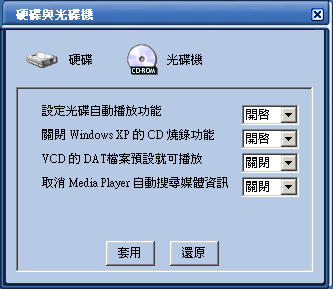 硬碟與光碟機
硬碟
CD-ROM
光碟機
設定光碟自動播放功能 開啓
關閉 Windows XP 的 CD 燒錄功能 開啓
VCD 的 DAT檔案預設就可播放 關閉
取消 Media Player 自動搜尋媒體資訊 關閉
套用 還原